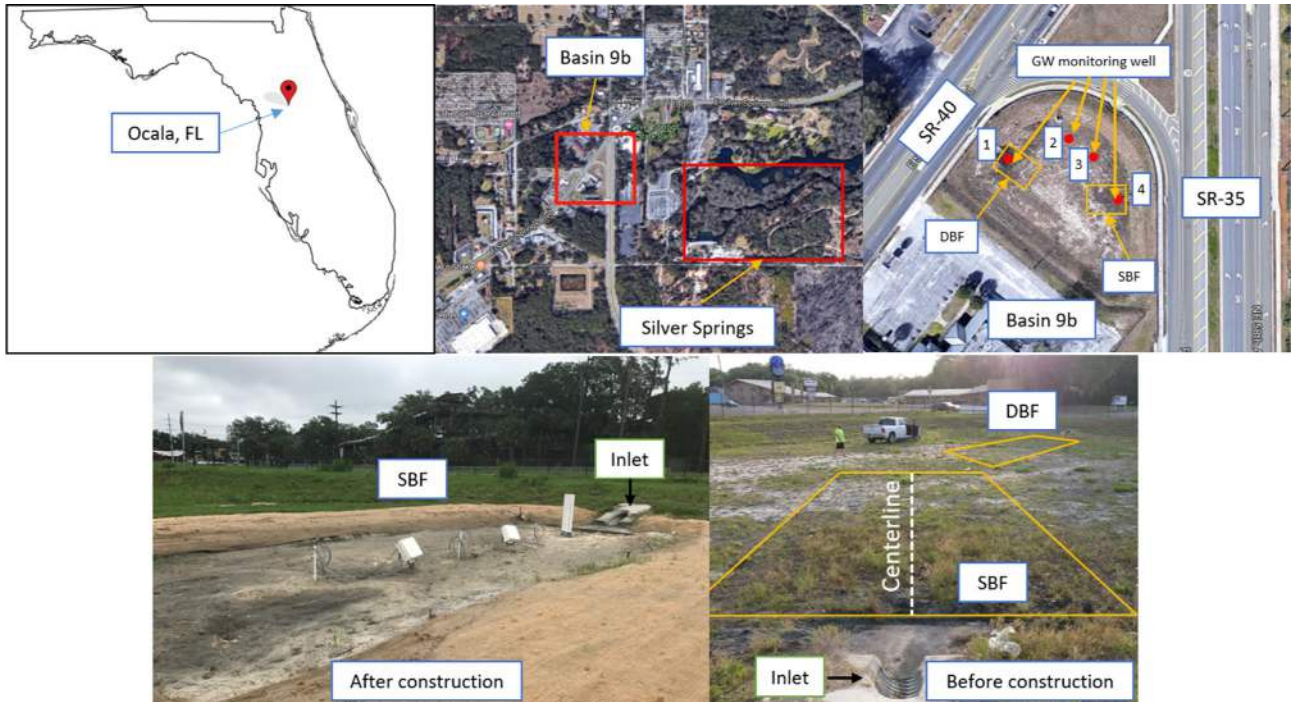 Ocala, FL
Basin 9b
Silver Springs
GW monitoring well
SR-40
1
2
3
4
SR-35
DBF
SBF
Basin 9b
SBF
Inlet
After construction
DBF
Centerline
SBF
Inlet
Before construction